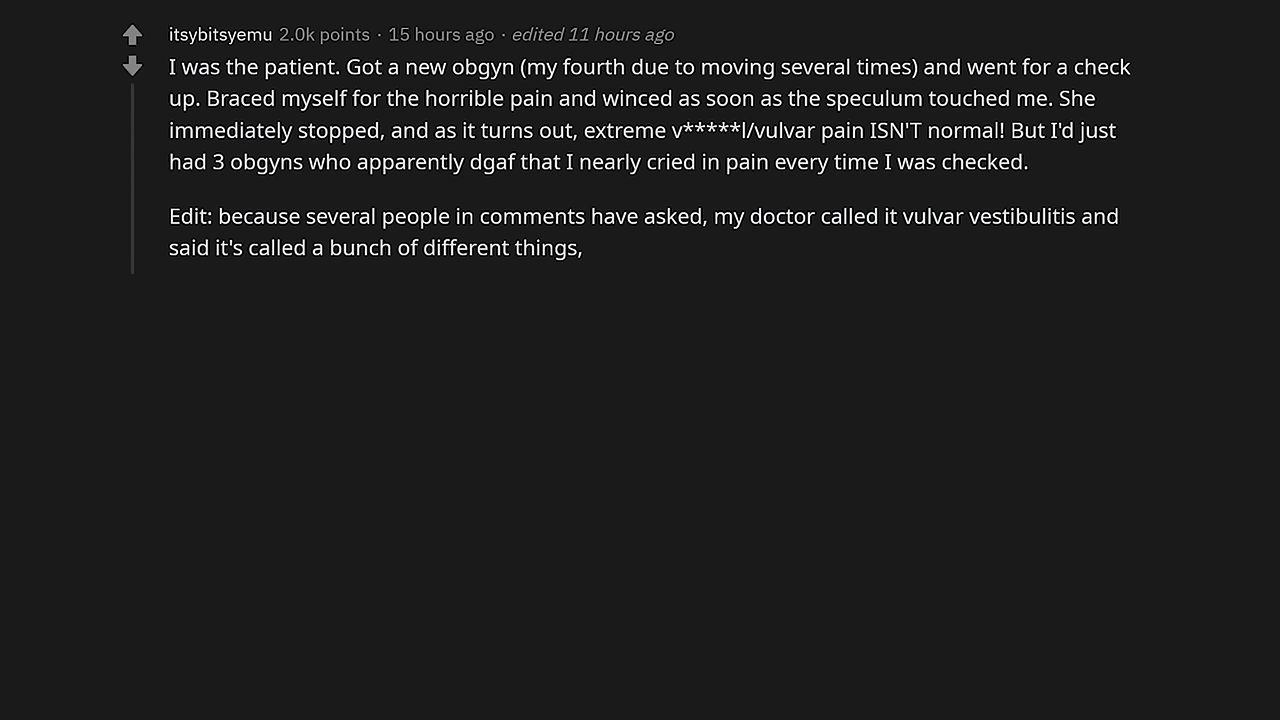 itsybitsyemu 2.0k points · 15 hours ago · edited 11 hours ago
I was the patient. Got a new obgyn (my fourth due to moving several times) and went for a check
up. Braced myself for the horrible pain and winced as soon as the speculum touched me. She
immediately stopped, and as it turns out, extreme v*****l/vulvar pain ISN'T normal! But I'd just
had 3 obgyns who apparently dgaf that I nearly cried in pain every time I was checked.
Edit: because several people in comments have asked, my doctor called it vulvar vestibulitis and
said it's called a bunch of different things,